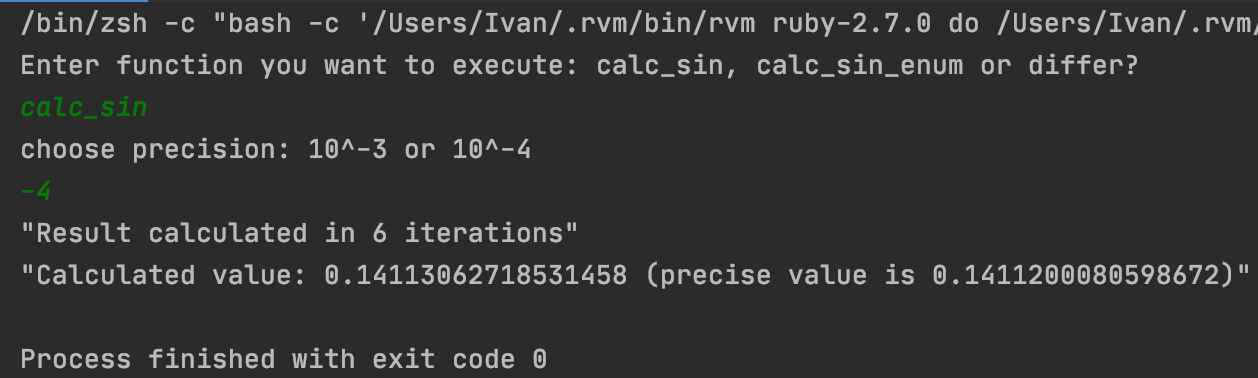 /bin/zsh -c "bash -c '/Users/Ivan/.rvm/bin/rvm ruby-2.7.0 do /Users/Ivan/.rvm/
Enter function you want to execute: calc_sin, calc_sin_enum or differ?
calc_sin
choose precision: 10^-3 or 10^-4
-4
"Result calculated in 6 iterations"
"Calculated value: 0.14113062718531458 (precise value is 0.1411200080598672)"
Process finished with exit code 0